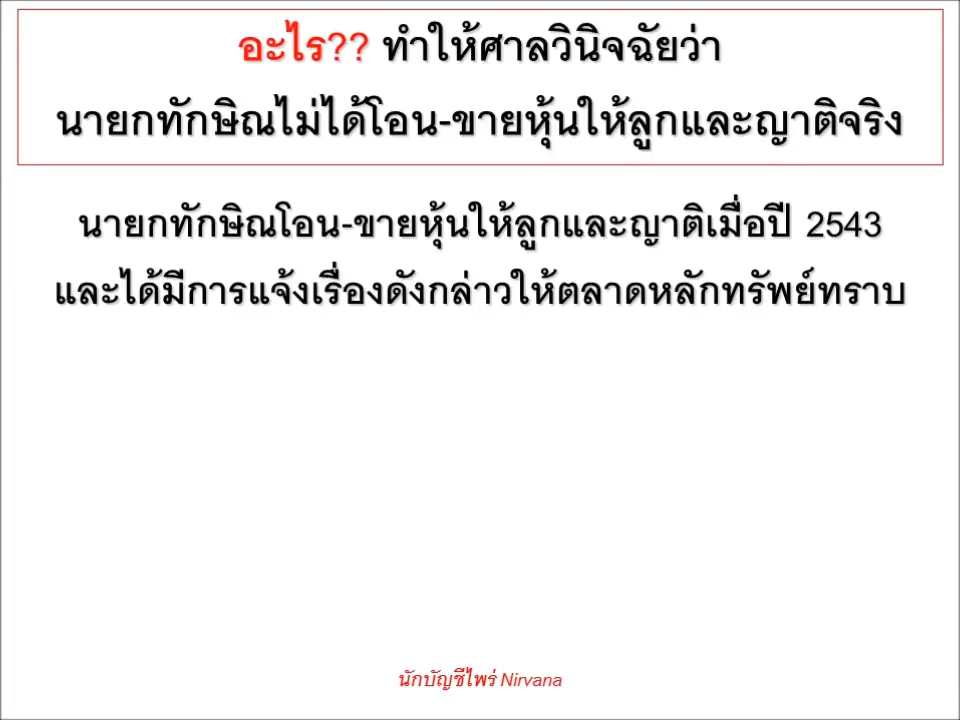 อะไร?? ทำให้ศาลวินิจฉัยว่า
นายกทักษิณไม่ได้โอน-ขายหุ้นให้ลูกและญาติจริง
นายกทักษิณโอน-ขายหุ้นให้ลูกและญาติเมื่อปี 2543
และได้มีการแจ้งเรื่องดังกล่าวให้ตลาดหลักทรัพย์ทราบ
นักบัญชีไพร่ Nirvana